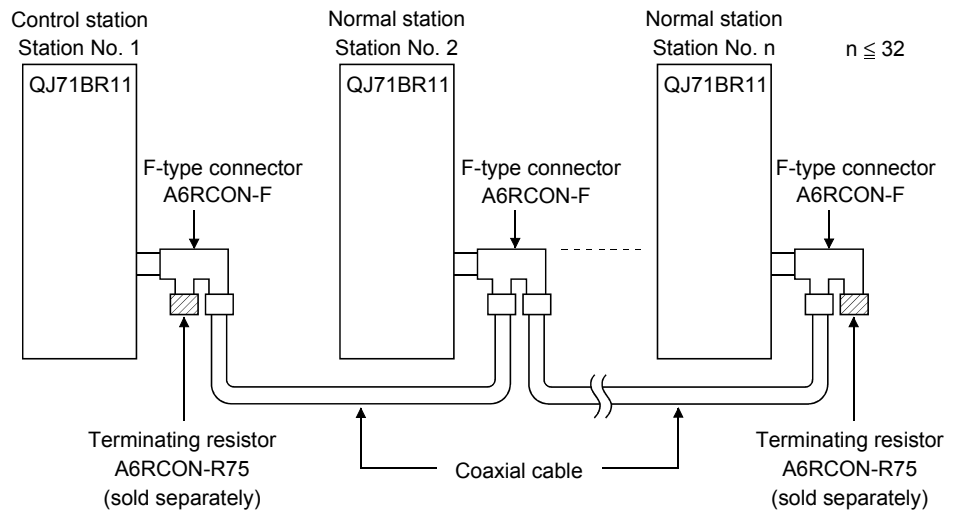 Control station
Station No. 1
Normal station
Station No. 2
Normal station
Station No. n
n ≦ 32
QJ71BR11
QJ71BR11
QJ71BR11
F-type connector
A6RCON-F
F-type connector
A6RCON-F
F-type connector
A6RCON-F
Terminating resistor
A6RCON-R75
(sold separately)
Coaxial cable
Terminating resistor
A6RCON-R75
(sold separately)